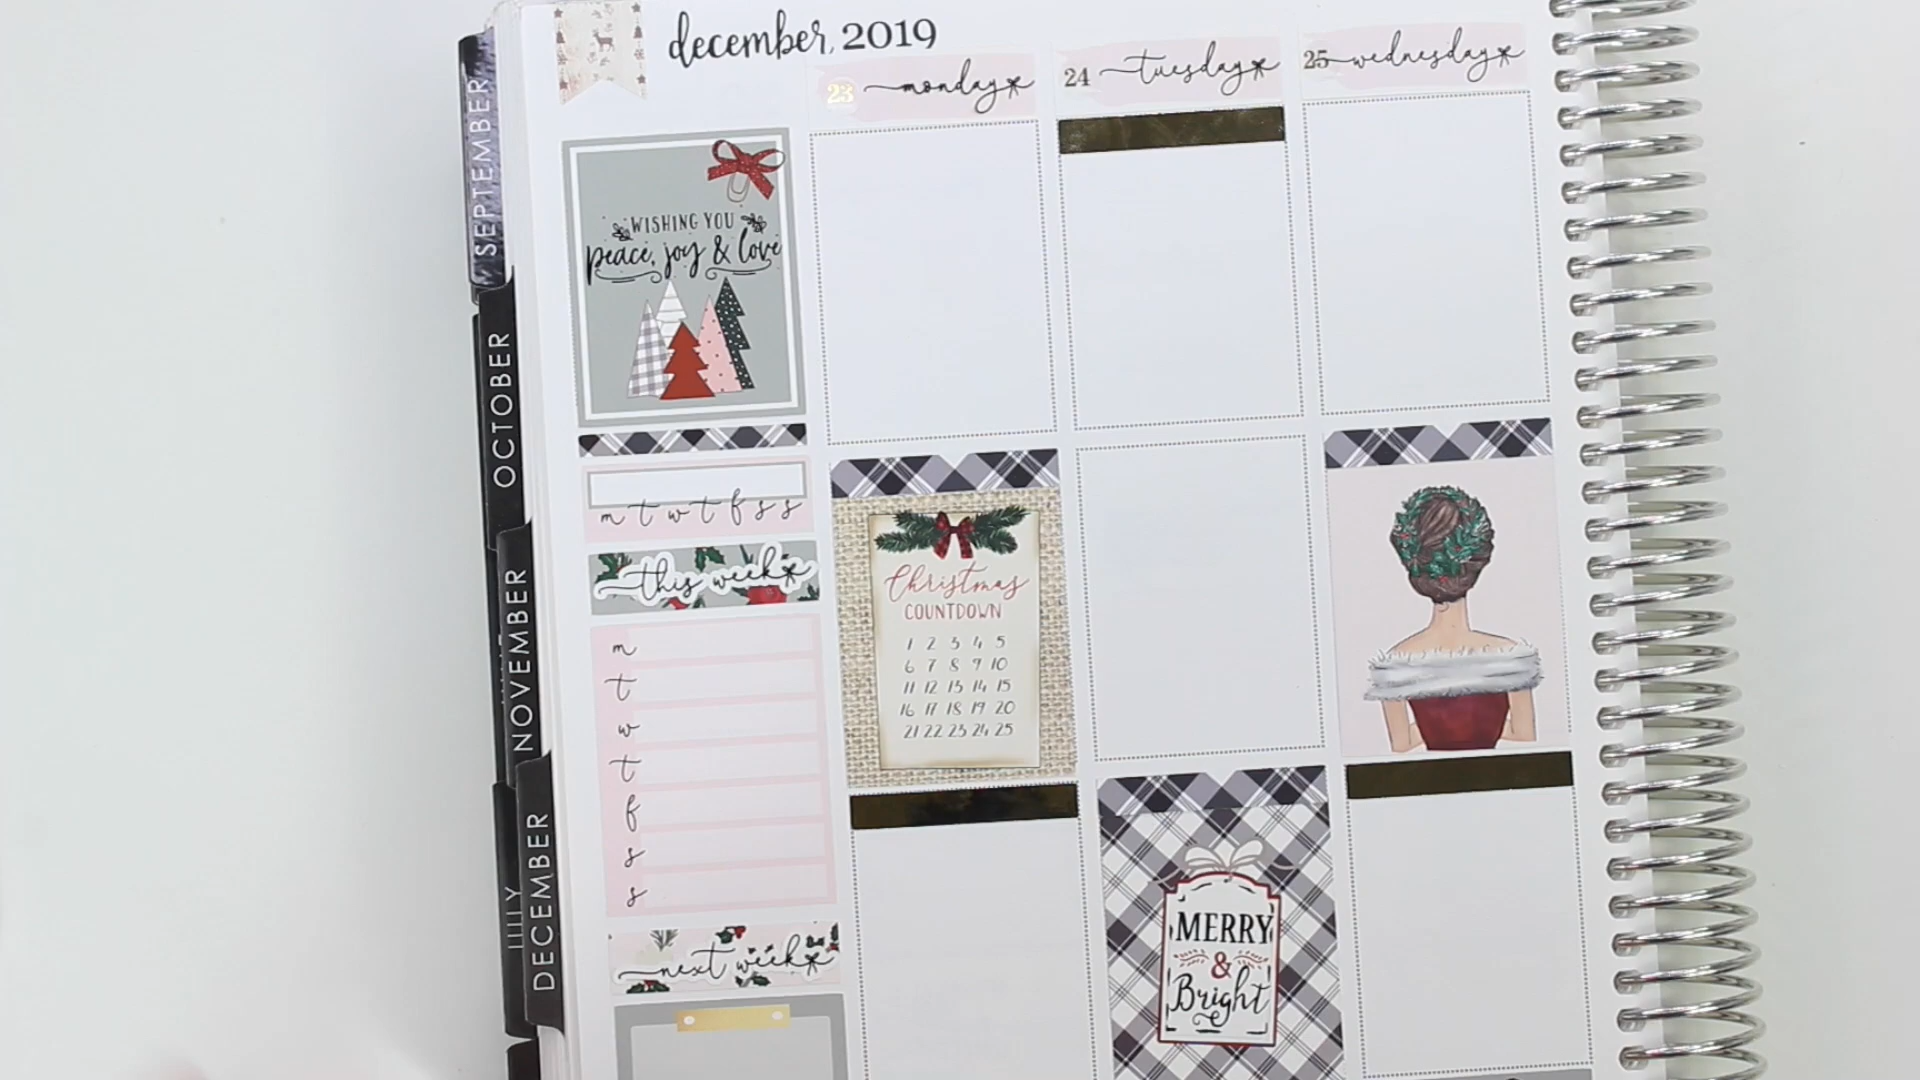 december, 2019
23 monday
24 tuesday
25 wednesday
SEPTEMBER
OCTOBER
NOVEMBER
DECEMBER
WISHING YOU
peace, joy & love
m t w t f s s
this week
m
t
w
t
f
s
s
next week
Christmas
COUNTDOWN
1 2 3 4 5
6 7 8 9 10
11 12 13 14 15
16 17 18 19 20
21 22 23 24 25
MERRY
&
Bright